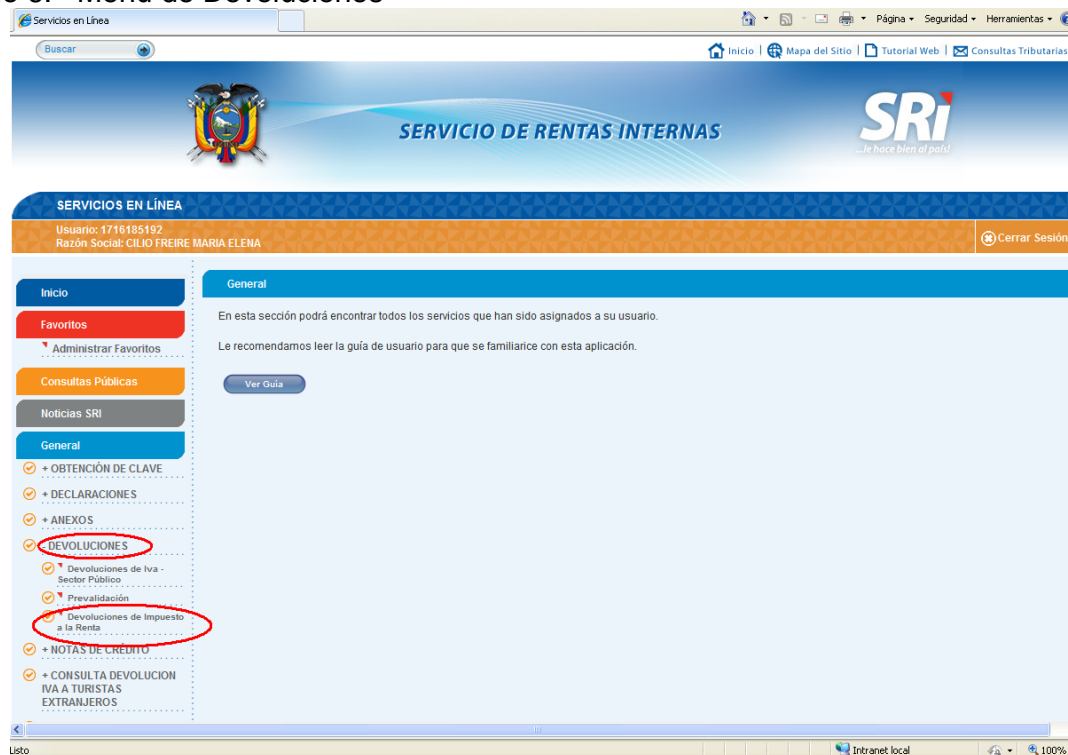 Menú de Devoluciones
Servicios en Línea
Página Seguridad Herramientas
Buscar
Inicio | Mapa del Sitio | Tutorial Web | Consultas Tributarias
SERVICIO DE RENTAS INTERNAS
SRi
...le hace bien al país!
SERVICIOS EN LÍNEA
Usuario: 1716185192
Razón Social: CILIO FREIRE MARIA ELENA
Cerrar Sesión
Inicio
Favoritos
Administrar Favoritos
Consultas Públicas
Noticias SRI
General
+ OBTENCIÓN DE CLAVE
+ DECLARACIONES
+ ANEXOS
- DEVOLUCIONES
Devoluciones de Iva -
Sector Público
Prevalidación
Devoluciones de Impuesto
a la Renta
+ NOTAS DE CRÉDITO
+ CONSULTA DEVOLUCION
IVA A TURISTAS
EXTRANJEROS
General
En esta sección podrá encontrar todos los servicios que han sido asignados a su usuario.
Le recomendamos leer la guía de usuario para que se familiarice con esta aplicación.
Ver Guía
Listo
Intranet local
100%